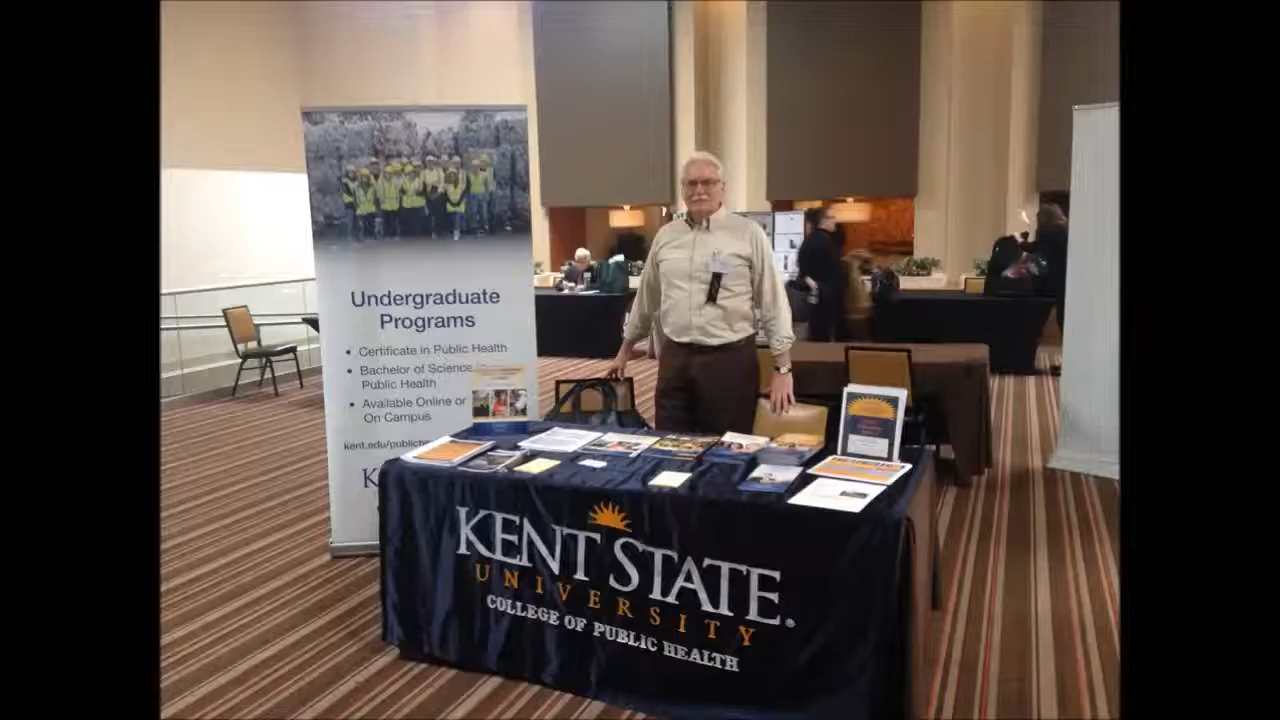 Undergraduate
Programs
• Certificate in Public Health
• Bachelor of Science
Public Health
• Available Online or
On Campus
kent.edu/publiche
K
KENT STATE
UNIVERSITY
COLLEGE OF PUBLIC HEALTH